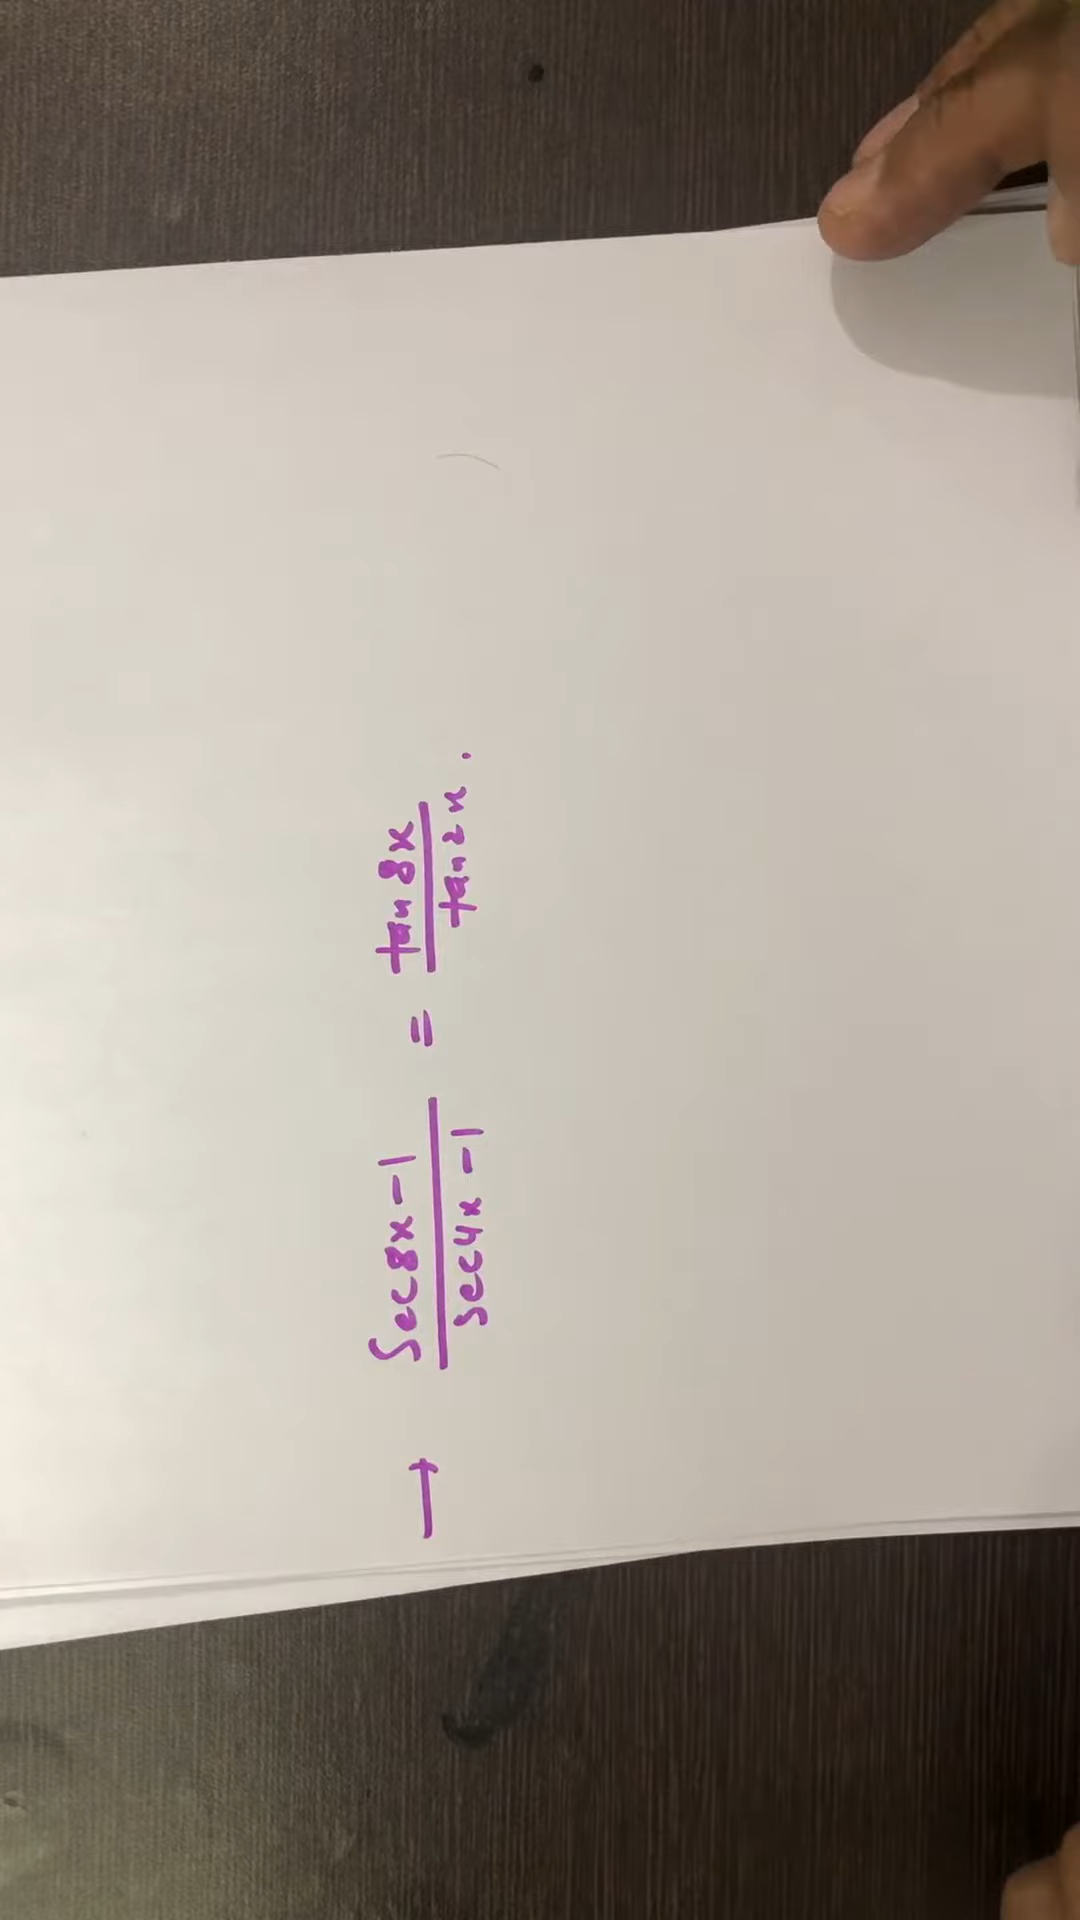 → Sec8x-1 / Sec4x-1 = tan8x / tan2x.